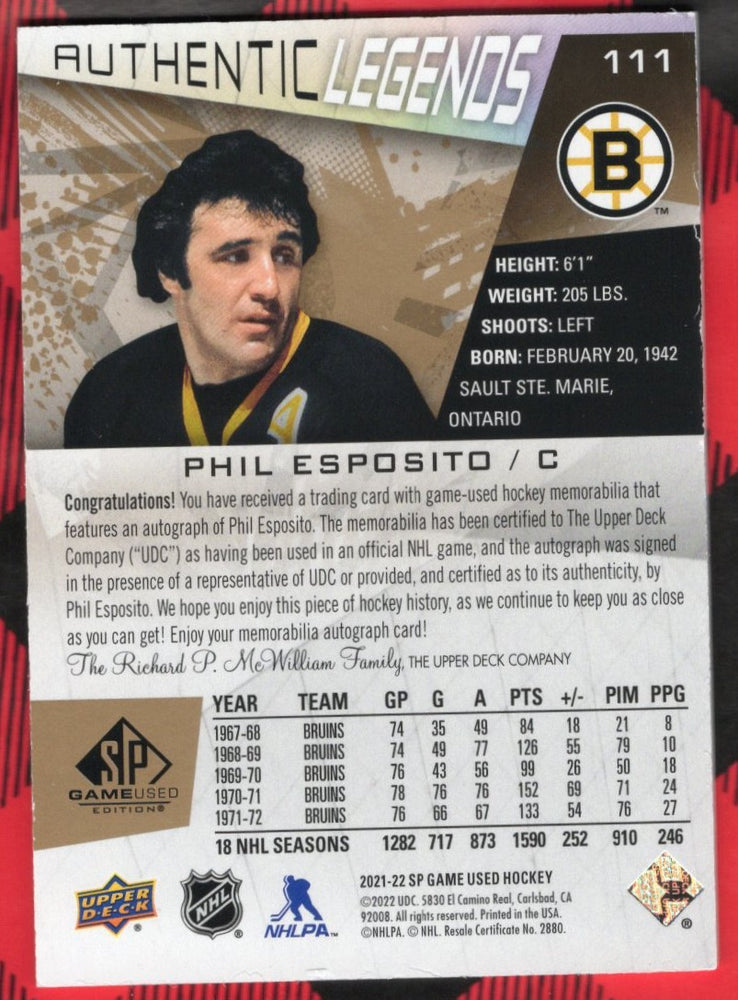 AUTHENTIC LEGENDS
111
B
™
HEIGHT: 6'1"
WEIGHT: 205 LBS.
SHOOTS: LEFT
BORN: FEBRUARY 20, 1942
SAULT STE. MARIE,
ONTARIO
A
PHIL ESPOSITO / C
Congratulations! You have received a trading card with game-used hockey memorabilia that
features an autograph of Phil Esposito. The memorabilia has been certified to The Upper Deck
Company ("UDC") as having been used in an official NHL game, and the autograph was signed
in the presence of a representative of UDC or provided, and certified as to its authenticity, by
Phil Esposito. We hope you enjoy this piece of hockey history, as we continue to keep you as close
as you can get! Enjoy your memorabilia autograph card!
The Richard P. McWilliam Family, THE UPPER DECK COMPANY
YEAR TEAM GP G A PTS +/- PIM PPG
1967-68 BRUINS 74 35 49 84 18 21 8
1968-69 BRUINS 74 49 77 126 55 79 10
1969-70 BRUINS 76 43 56 99 26 50 18
1970-71 BRUINS 78 76 76 152 69 71 24
1971-72 BRUINS 76 66 67 133 54 76 27
18 NHL SEASONS 1282 717 873 1590 252 910 246
SP
GAMEUSED
EDITION®
UPPER
D·E·C·K
®
NHL
®
NHLPA™
2021-22 SP GAME USED HOCKEY
©2022 UDC. 5830 El Camino Real, Carlsbad, CA
92008. All rights reserved. Printed in the USA.
©NHLPA. © NHL. Resale Certificate No. 2880.
®